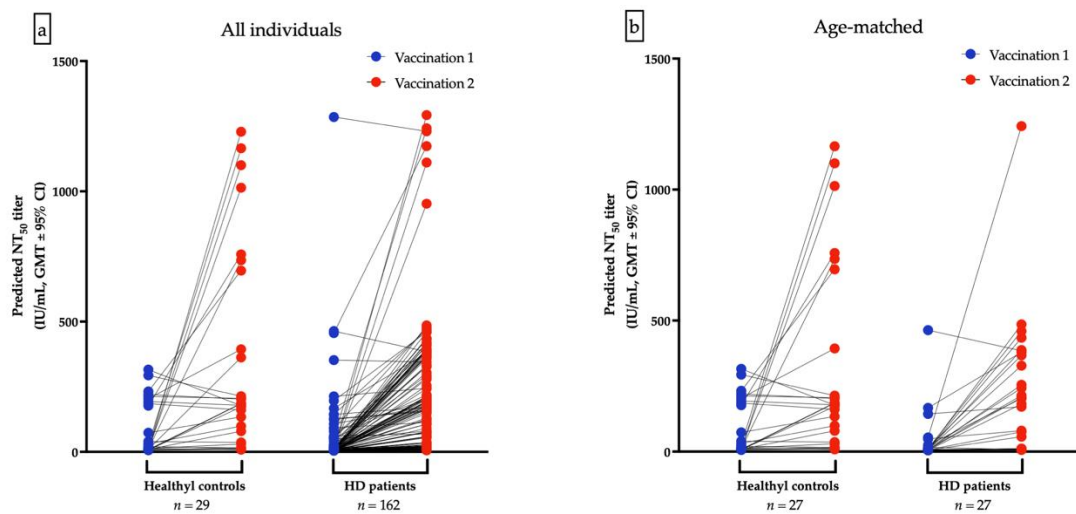 a
All individuals
1500
1000
500
0
Predicted NT50 titer
(IU/mL, GMT ± 95% CI)
Vaccination 1
Vaccination 2
Healthyl controls
n = 29
HD patients
n = 162
b
Age-matched
1500
1000
500
0
Predicted NT50 titer
(IU/mL, GMT ± 95% CI)
Vaccination 1
Vaccination 2
Healthyl controls
n = 27
HD patients
n = 27